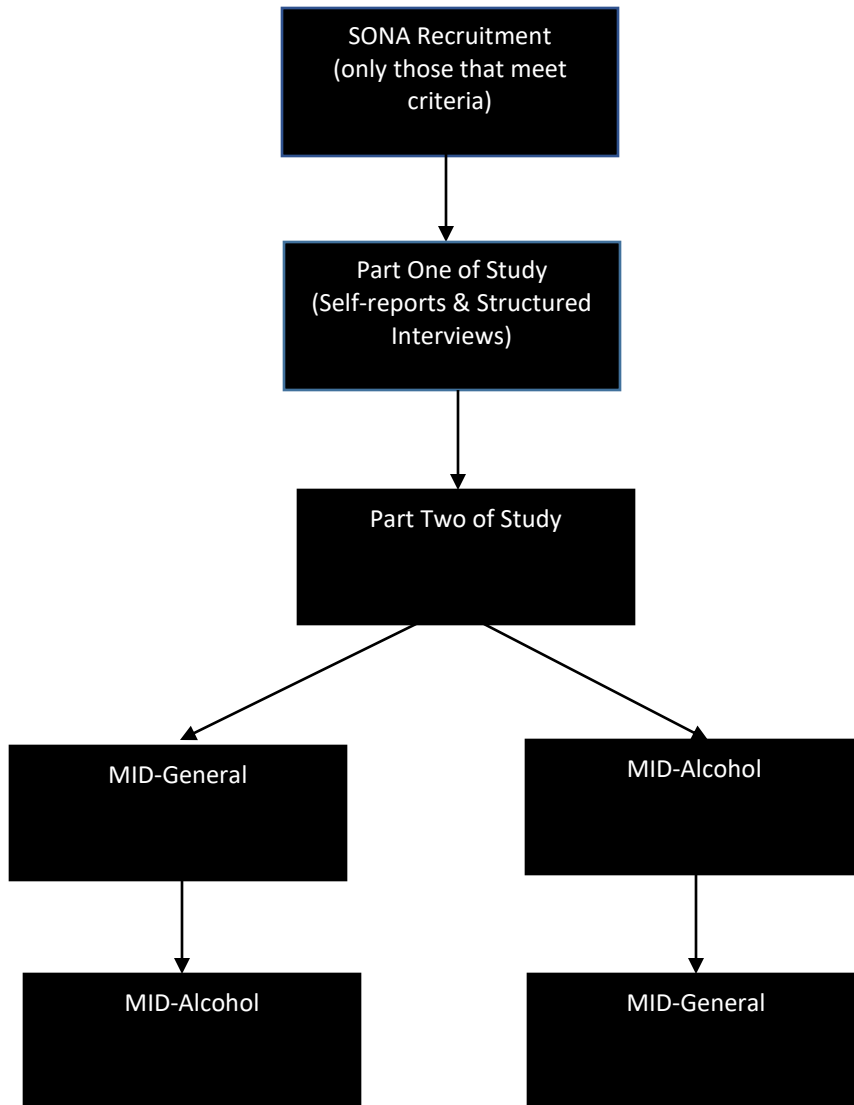 SONA Recruitment
(only those that meet
criteria)
Part One of Study
(Self-reports & Structured
Interviews)
Part Two of Study
MID-General
MID-Alcohol
MID-Alcohol
MID-General